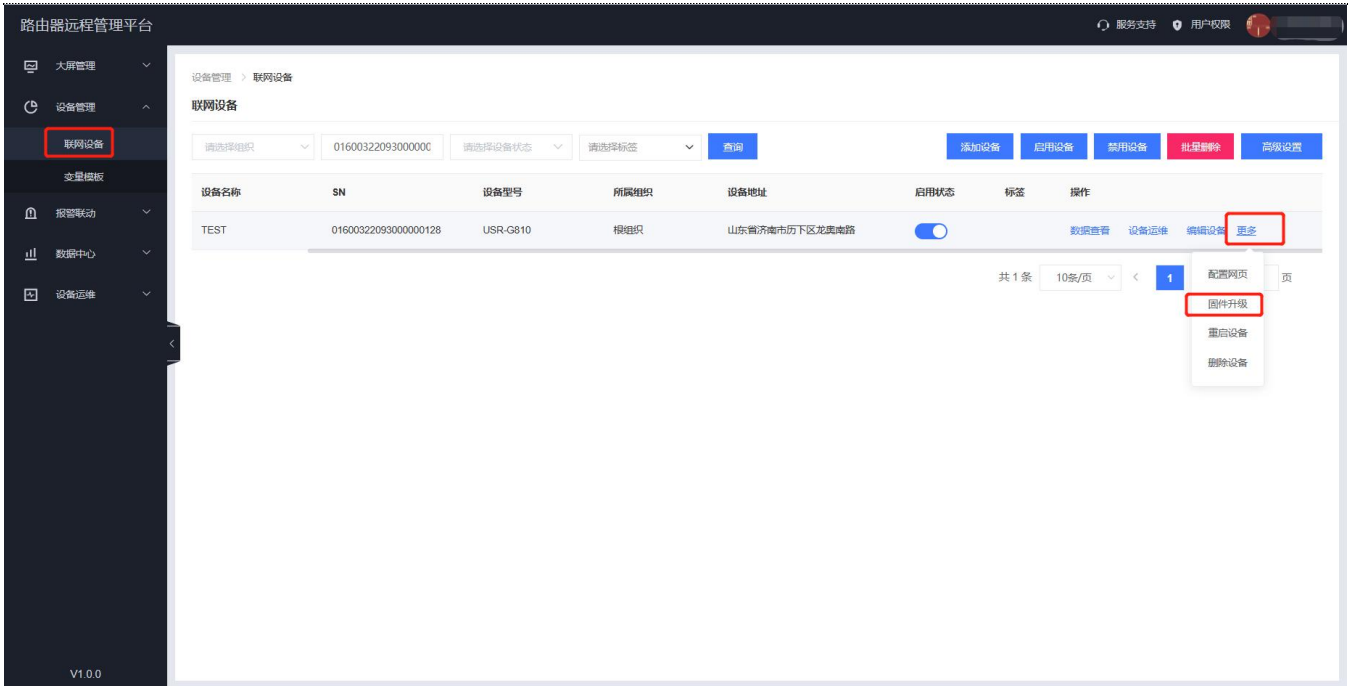 路由器远程管理平台
服务支持 用户权限
大屏管理
设备管理
联网设备
变量模板
报警联动
数据中心
设备运维
V1.0.0
设备管理 > 联网设备
联网设备
请选择组织 0160032209300000 请选择设备状态 请选择标签 查询 添加设备 启用设备 禁用设备 批量删除 高级设置
设备名称 SN 设备型号 所属组织 设备地址 启用状态 标签 操作
TEST 01600322093000000128 USR-G810 根组织 山东省济南市历下区龙奥南路 数据查看 设备运维 编辑设备 更多
共 1 条 10条/页 < 1 页
配置网页
固件升级
重启设备
删除设备